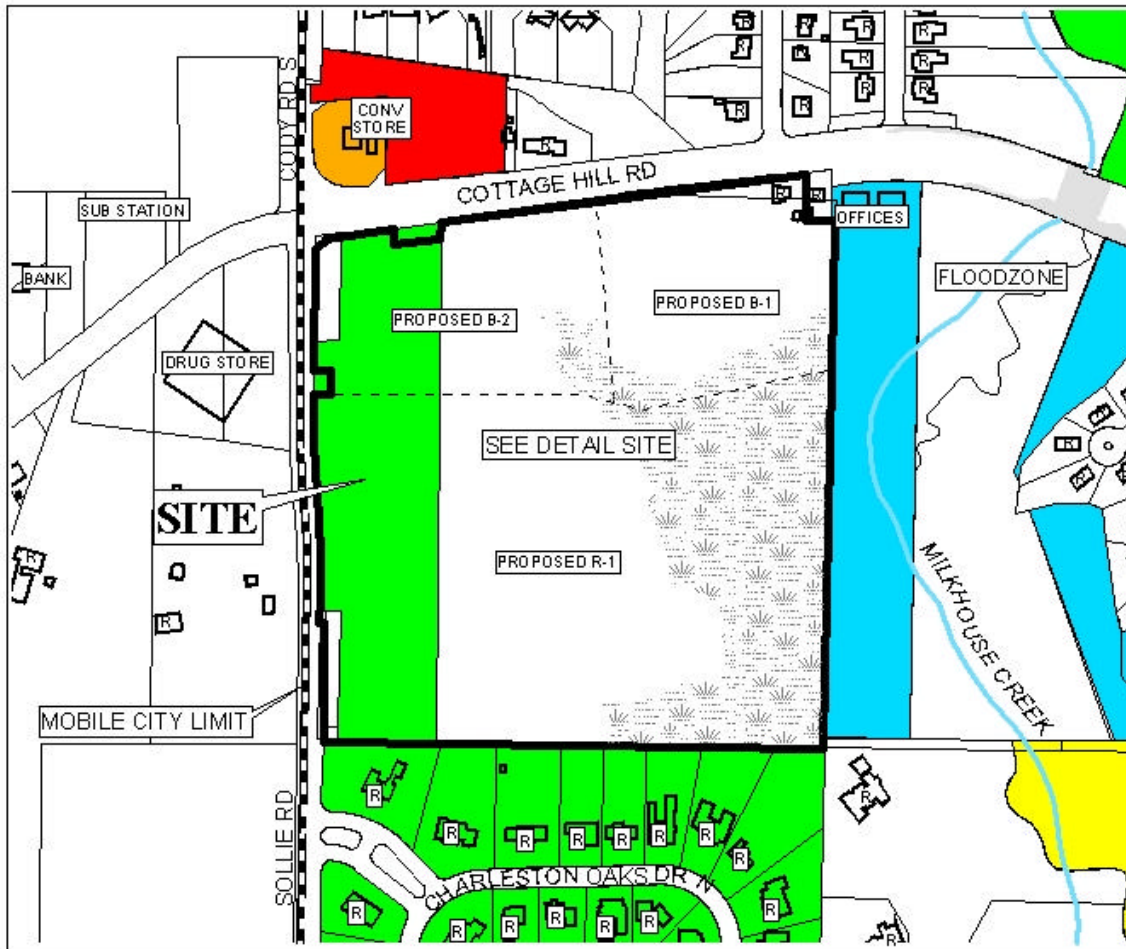 CODY RD S
CONV
STORE
R
R
R
R
R
R
R
R
R
R
R
COTTAGE HILL RD
SUB STATION
R
R
OFFICES
BANK
FLOODZONE
PROPOSED B-2
PROPOSED B-1
DRUG STORE
R
R
R
R
R
SEE DETAIL SITE
SITE
PROPOSED R-1
R
R
MILKHOUSE CREEK
MOBILE CITY LIMIT
SOLLIE RD
R
R
R
R
R
R
R
R
R
CHARLESTON OAKS DR N
R
R
R
R
R
R
R
R